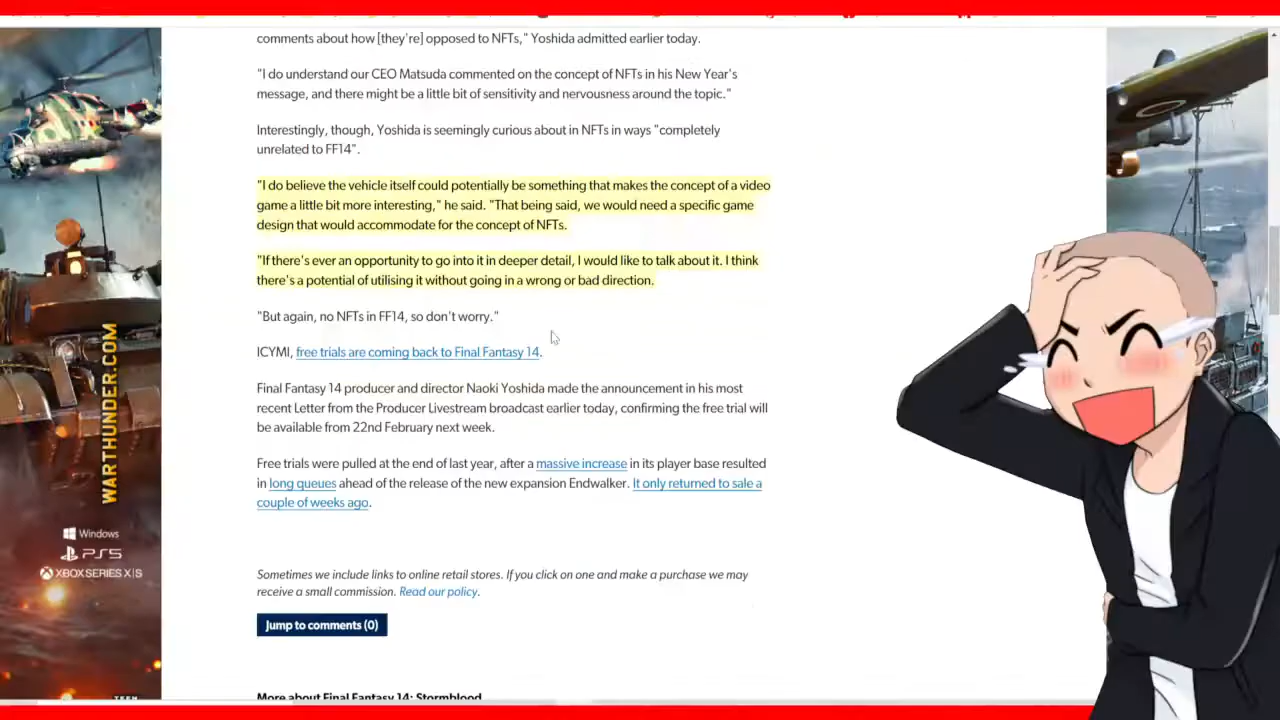 comments about how [they're] opposed to NFTs," Yoshida admitted earlier today.
"I do understand our CEO Matsuda commented on the concept of NFTs in his New Year's
message, and there might be a little bit of sensitivity and nervousness around the topic."
Interestingly, though, Yoshida is seemingly curious about in NFTs in ways "completely
unrelated to FF14".
"I do believe the vehicle itself could potentially be something that makes the concept of a video
game a little bit more interesting," he said. "That being said, we would need a specific game
design that would accommodate for the concept of NFTs.
"If there's ever an opportunity to go into it in deeper detail, I would like to talk about it. I think
there's a potential of utilising it without going in a wrong or bad direction.
"But again, no NFTs in FF14, so don't worry."
ICYMI, free trials are coming back to Final Fantasy 14.
Final Fantasy 14 producer and director Naoki Yoshida made the announcement in his most
recent Letter from the Producer Livestream broadcast earlier today, confirming the free trial will
be available from 22nd February next week.
Free trials were pulled at the end of last year, after a massive increase in its player base resulted
in long queues ahead of the release of the new expansion Endwalker. It only returned to sale a
couple of weeks ago.
Sometimes we include links to online retail stores. If you click on one and make a purchase we may
receive a small commission. Read our policy.
Jump to comments (0)
More about Final Fantasy 14: Stormblood
WARTHUNDER.COM
Windows
PS5
XBOX SERIES X|S
TEEN